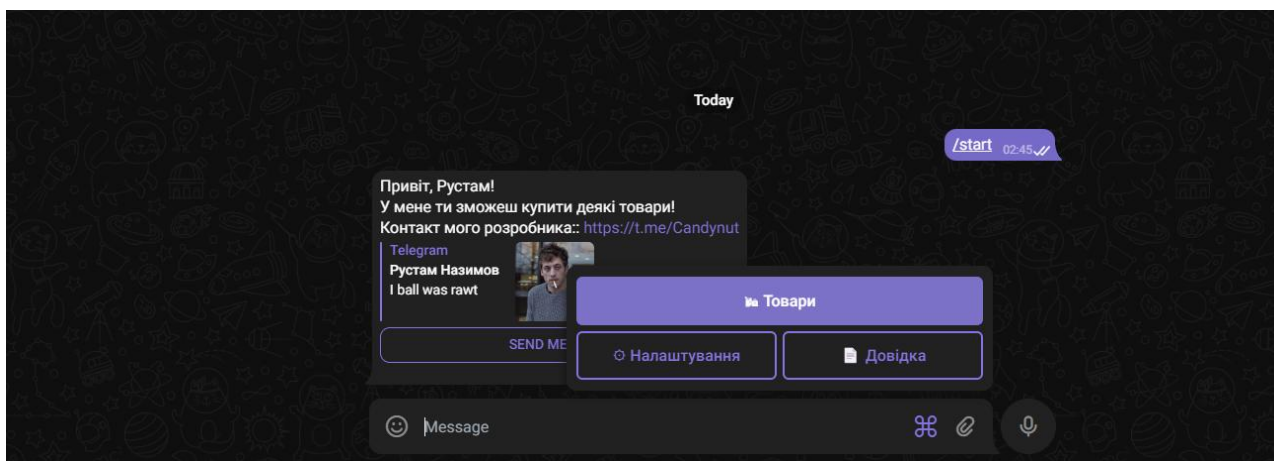 Today
/start 02:45
Привіт, Рустам!
У мене ти зможеш купити деякі товари!
Контакт мого розробника:: https://t.me/Candynut
Telegram
Рустам Назимов
I ball was rawt
SEND ME
Товари
Налаштування
Довідка
Message